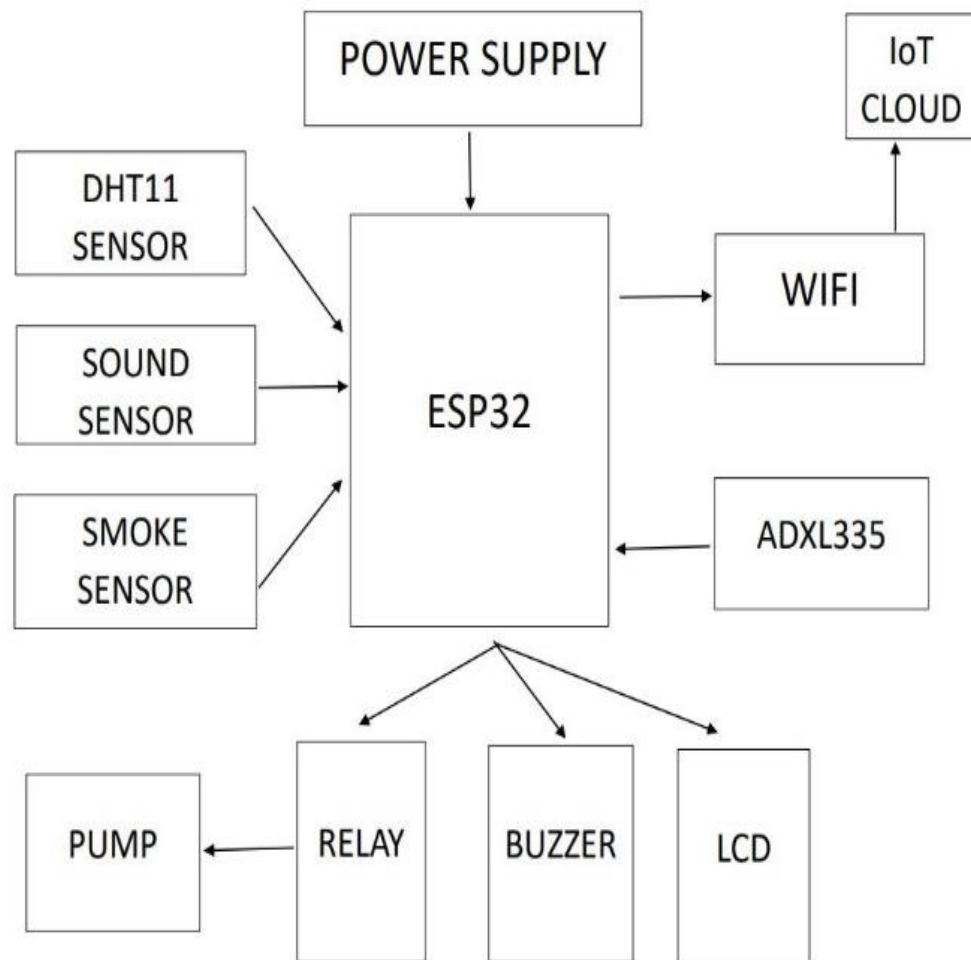 POWER SUPPLY
IoT
CLOUD
DHT11
SENSOR
WIFI
SOUND
SENSOR
ESP32
SMOKE
SENSOR
ADXL335
PUMP
RELAY
BUZZER
LCD